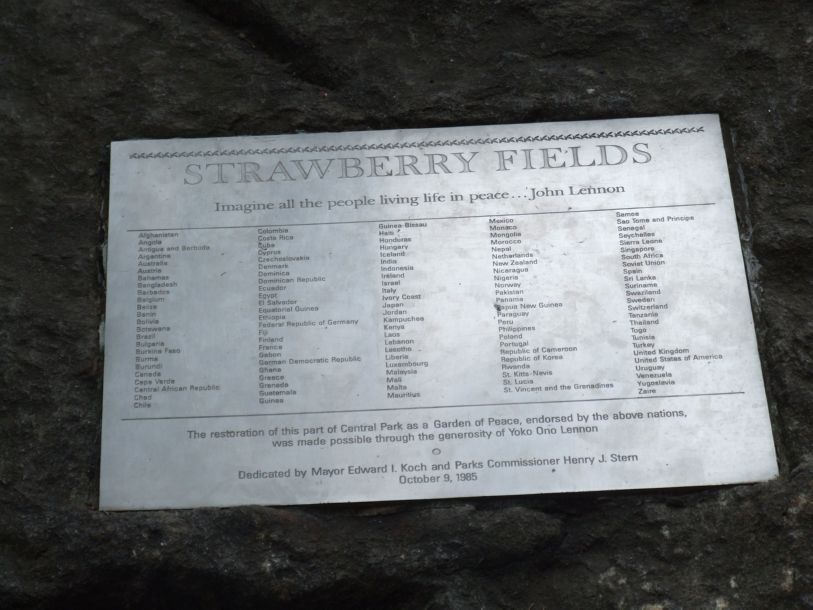 STRAWBERRY FIELDS
Imagine all the people living life in peace...John Lennon
Afghanistan
Angola
Antigua and Barbuda
Argentina
Australia
Austria
Bahamas
Bangladesh
Barbados
Belgium
Belize
Benin
Bolivia
Botswana
Brazil
Bulgaria
Burkina Faso
Burma
Burundi
Canada
Cape Verde
Central African Republic
Chad
Chile
Colombia
Costa Rica
Cuba
Cyprus
Czechoslovakia
Denmark
Dominica
Dominican Republic
Ecuador
Egypt
El Salvador
Equatorial Guinea
Ethiopia
Federal Republic of Germany
Fiji
Finland
France
Gabon
German Democratic Republic
Ghana
Greece
Grenada
Guatemala
Guinea
Guinea-Bissau
Haiti
Honduras
Hungary
Iceland
India
Indonesia
Ireland
Israel
Italy
Ivory Coast
Japan
Jordan
Kampuchea
Kenya
Laos
Lebanon
Lesotho
Liberia
Luxembourg
Malaysia
Mali
Malta
Mauritius
Mexico
Monaco
Mongolia
Morocco
Nepal
Netherlands
New Zealand
Nicaragua
Nigeria
Norway
Pakistan
Panama
Papua New Guinea
Paraguay
Peru
Philippines
Poland
Portugal
Republic of Cameroon
Republic of Korea
Rwanda
St. Kitts-Nevis
St. Lucia
St. Vincent and the Grenadines
Samoa
Sao Tome and Principe
Senegal
Seychelles
Sierra Leone
Singapore
South Africa
Soviet Union
Spain
Sri Lanka
Suriname
Swaziland
Sweden
Switzerland
Tanzania
Thailand
Togo
Tunisia
Turkey
United Kingdom
United States of America
Uruguay
Venezuela
Yugoslavia
Zaire
The restoration of this part of Central Park as a Garden of Peace, endorsed by the above nations,
was made possible through the generosity of Yoko Ono Lennon
Dedicated by Mayor Edward I. Koch and Parks Commissioner Henry J. Stern
October 9, 1985